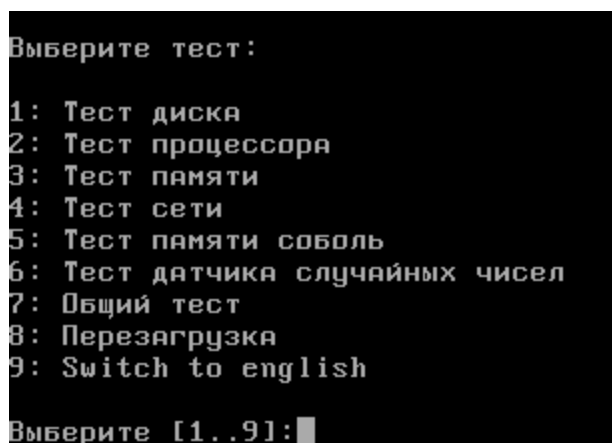 Выберите тест:
1: Тест диска
2: Тест процессора
3: Тест памяти
4: Тест сети
5: Тест памяти соболь
6: Тест датчика случайных чисел
7: Общий тест
8: Перезагрузка
9: Switch to english
Выберите [1..9]: